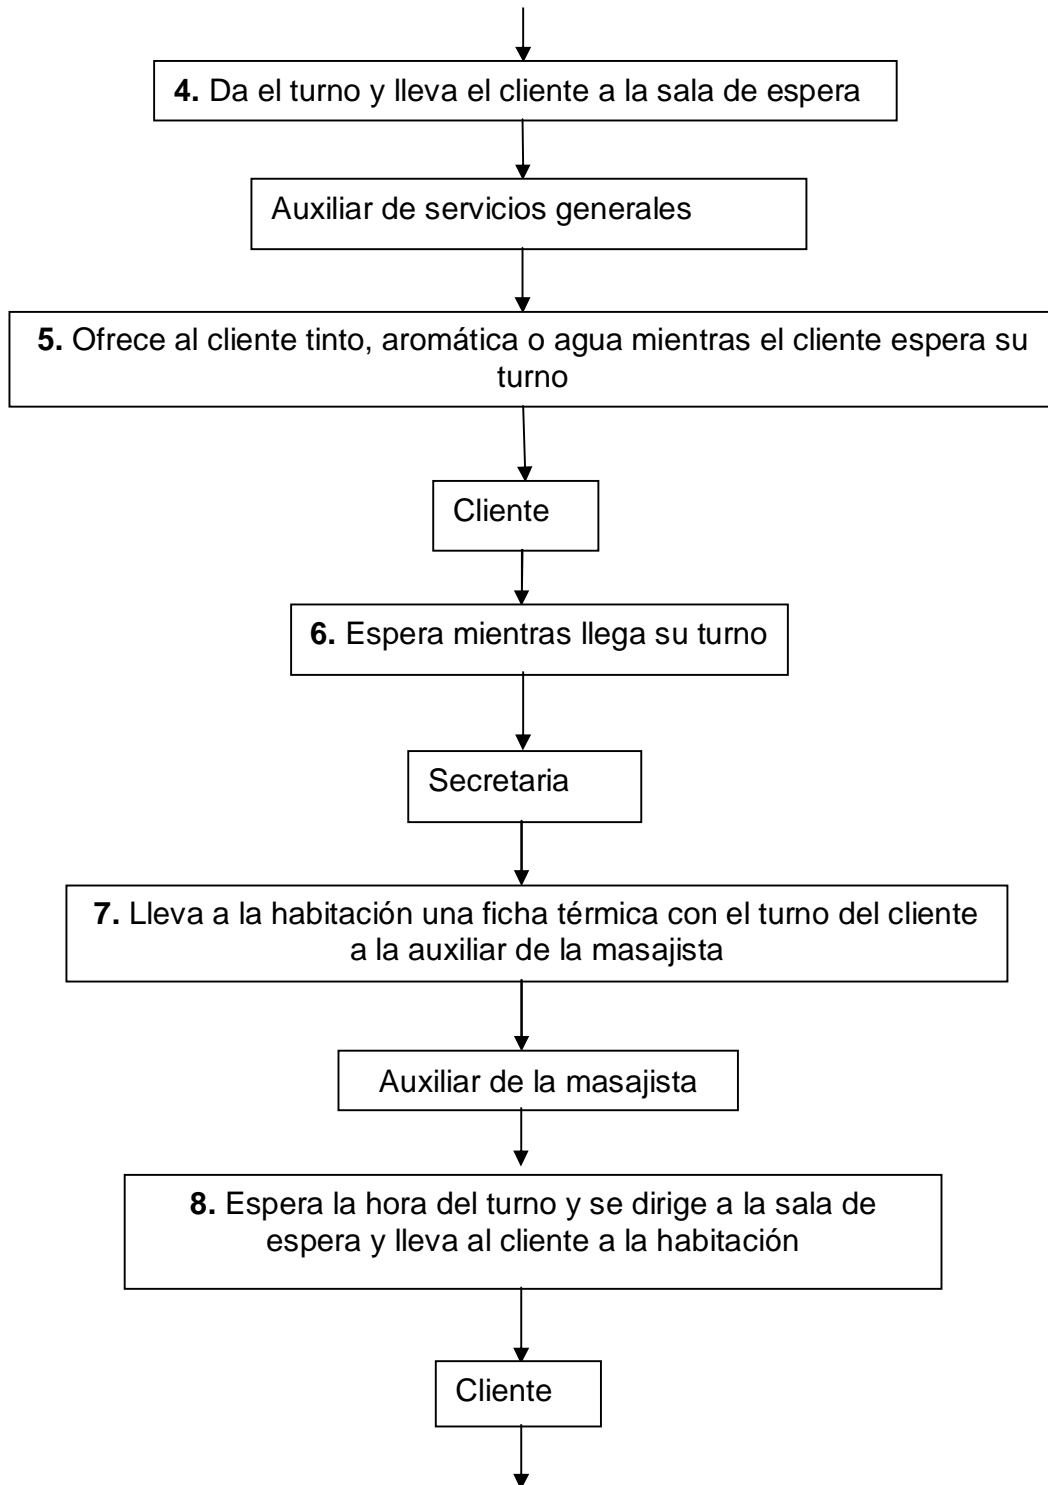 4. Da el turno y lleva el cliente a la sala de espera
Auxiliar de servicios generales
5. Ofrece al cliente tinto, aromática o agua mientras el cliente espera su
turno
Cliente
6. Espera mientras llega su turno
Secretaria
7. Lleva a la habitación una ficha térmica con el turno del cliente
a la auxiliar de la masajista
Auxiliar de la masajista
8. Espera la hora del turno y se dirige a la sala de
espera y lleva al cliente a la habitación
Cliente